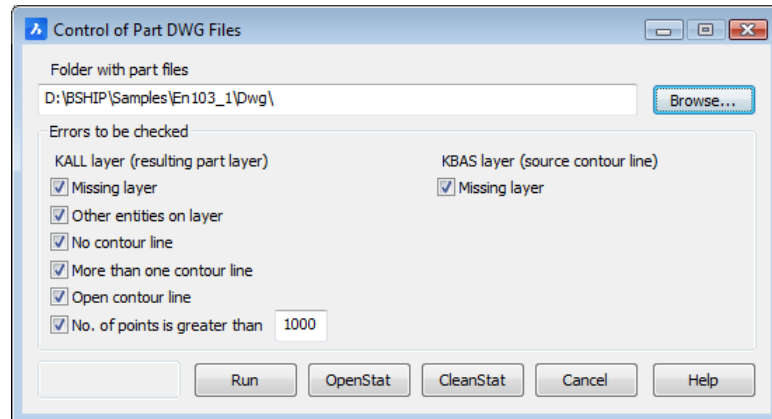 Control of Part DWG Files
Folder with part files
D:\BSHIP\Samples\En103_1\Dwg\
Browse...
Errors to be checked
KALL layer (resulting part layer)
KBAS layer (source contour line)
Missing layer
Missing layer
Other entities on layer
No contour line
More than one contour line
Open contour line
No. of points is greater than 1000
Run OpenStat CleanStat Cancel Help